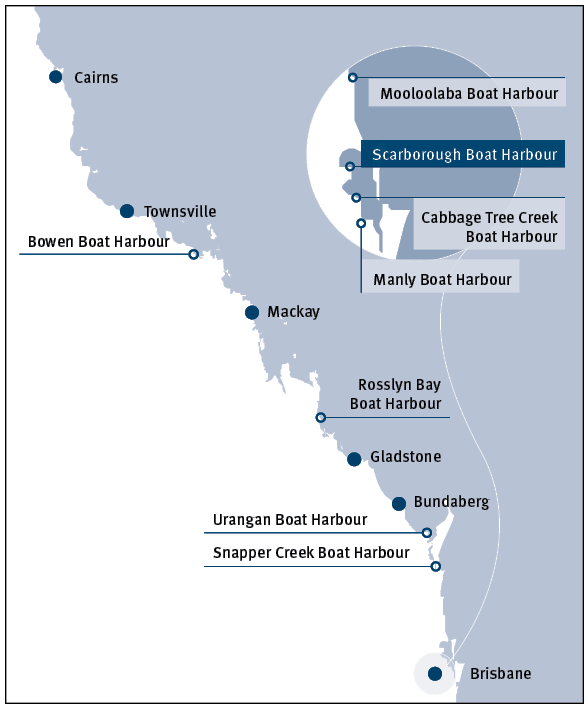 Cairns
Mooloolaba Boat Harbour
Scarborough Boat Harbour
Townsville
Cabbage Tree Creek
Boat Harbour
Bowen Boat Harbour
Manly Boat Harbour
Mackay
Rosslyn Bay
Boat Harbour
Gladstone
Bundaberg
Urangan Boat Harbour
Snapper Creek Boat Harbour
Brisbane